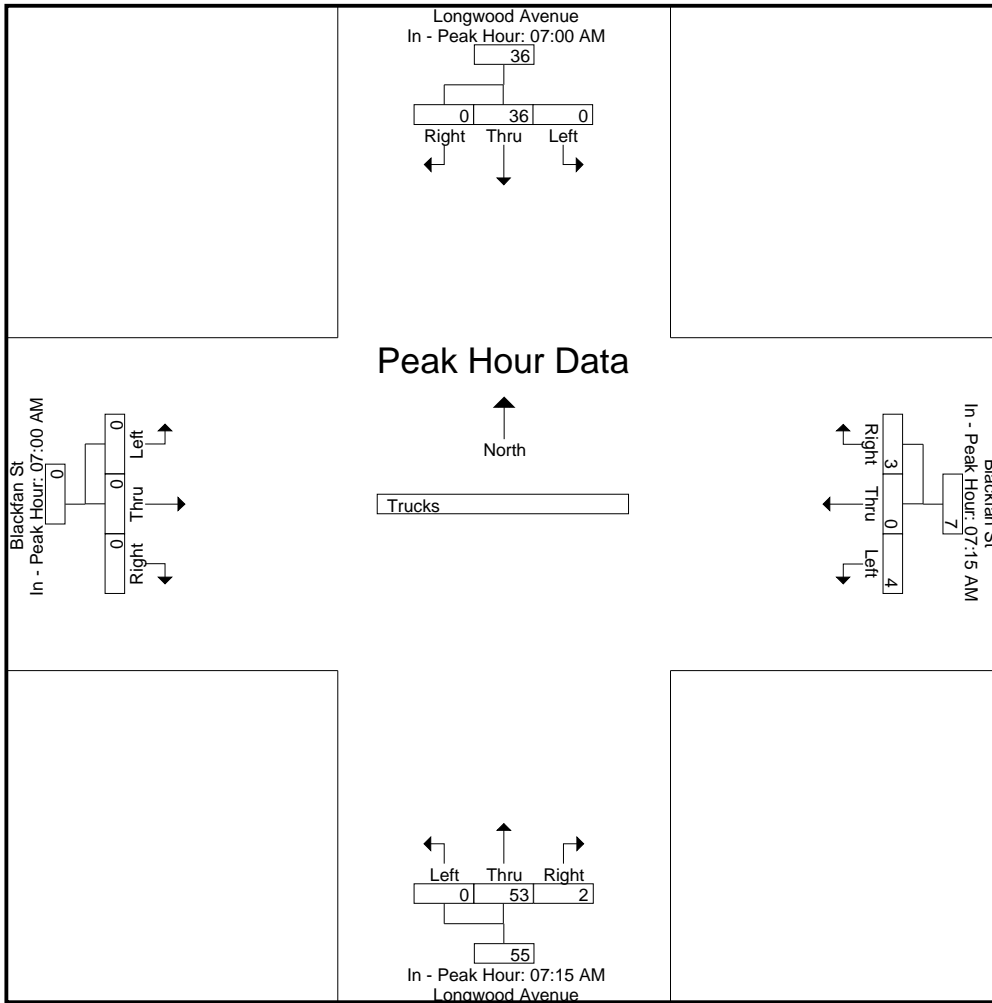 Longwood Avenue
In - Peak Hour: 07:00 AM
36
0 36 0
Right Thru Left
Peak Hour Data
North
Trucks
Blackfan St
In - Peak Hour: 07:00 AM
0
0 0 0
Left Thru Right
Blackfan St
In - Peak Hour: 07:15 AM
7
3 0 4
Right Thru Left
Left Thru Right
0 53 2
55
In - Peak Hour: 07:15 AM
Longwood Avenue